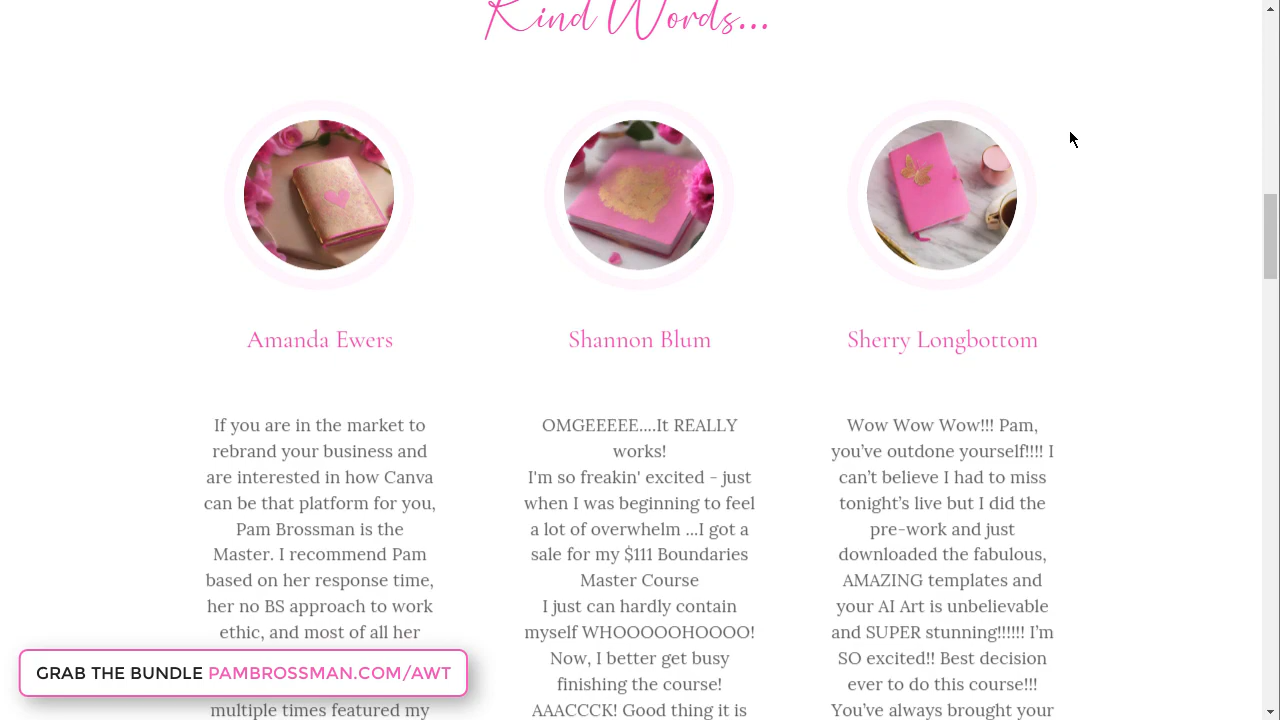 Kind Words...
Amanda Ewers
If you are in the market to
rebrand your business and
are interested in how Canva
can be that platform for you,
Pam Brossman is the
Master. I recommend Pam
based on her response time,
her no BS approach to work
ethic, and most of all her
multiple times featured my
Shannon Blum
OMGEEEEE....It REALLY
works!
I'm so freakin' excited - just
when I was beginning to feel
a lot of overwhelm ...I got a
sale for my $111 Boundaries
Master Course
I just can hardly contain
myself WHOOOOOHOOOO!
Now, I better get busy
finishing the course!
AAACCCK! Good thing it is
Sherry Longbottom
Wow Wow Wow!!! Pam,
you’ve outdone yourself!!!! I
can’t believe I had to miss
tonight’s live but I did the
pre-work and just
downloaded the fabulous,
AMAZING templates and
your AI Art is unbelievable
and SUPER stunning!!!!!! I’m
SO excited!! Best decision
ever to do this course!!!
You’ve always brought your
GRAB THE BUNDLE PAMBROSSMAN.COM/AWT